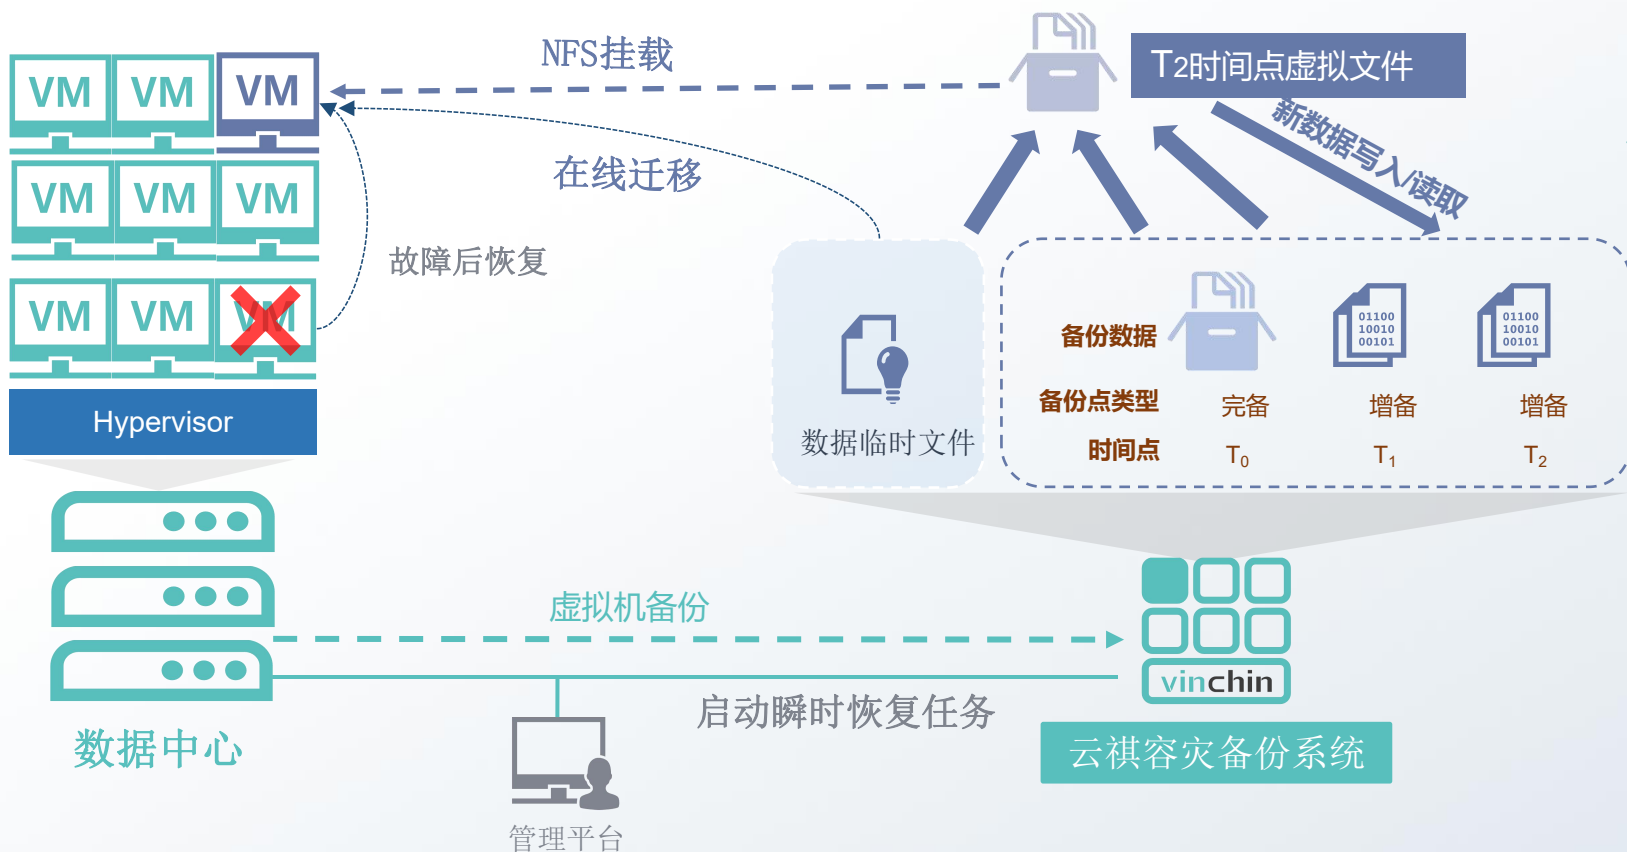 NFS挂载
T2时间点虚拟文件
VM VM VM
新数据写入/读取
在线迁移
VM VM VM
故障后恢复
VM VM VM
备份数据
01100
10010
00101
01100
10010
00101
Hypervisor
数据临时文件
备份点类型 完备 增备 增备
时间点 T0 T1 T2
虚拟机备份
vinchin
启动瞬时恢复任务
数据中心
云祺容灾备份系统
管理平台